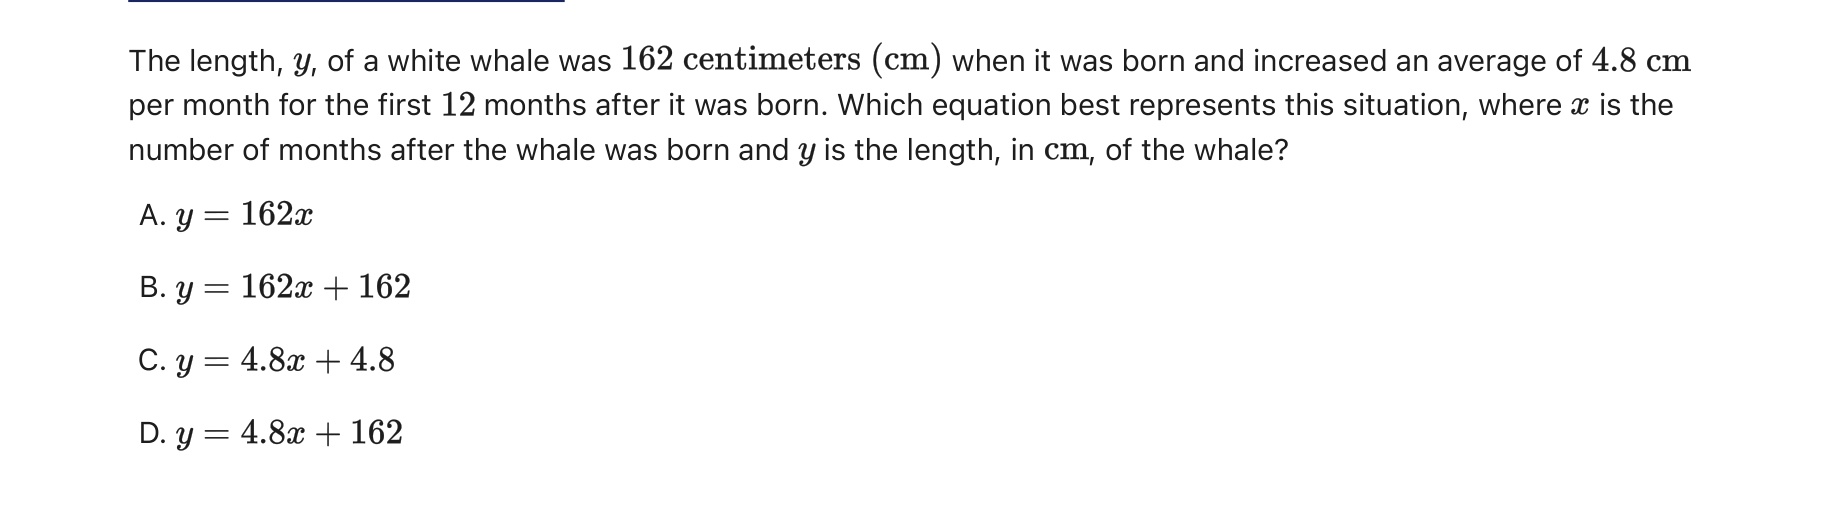 The length, y, of a white whale was 162 centimeters (cm) when it was born and increased an average of 4.8 cm
per month for the first 12 months after it was born. Which equation best represents this situation, where x is the
number of months after the whale was born and y is the length, in cm, of the whale?
A. y = 162x
B. y = 162x + 162
C. y = 4.8x + 4.8
D. y = 4.8x + 162